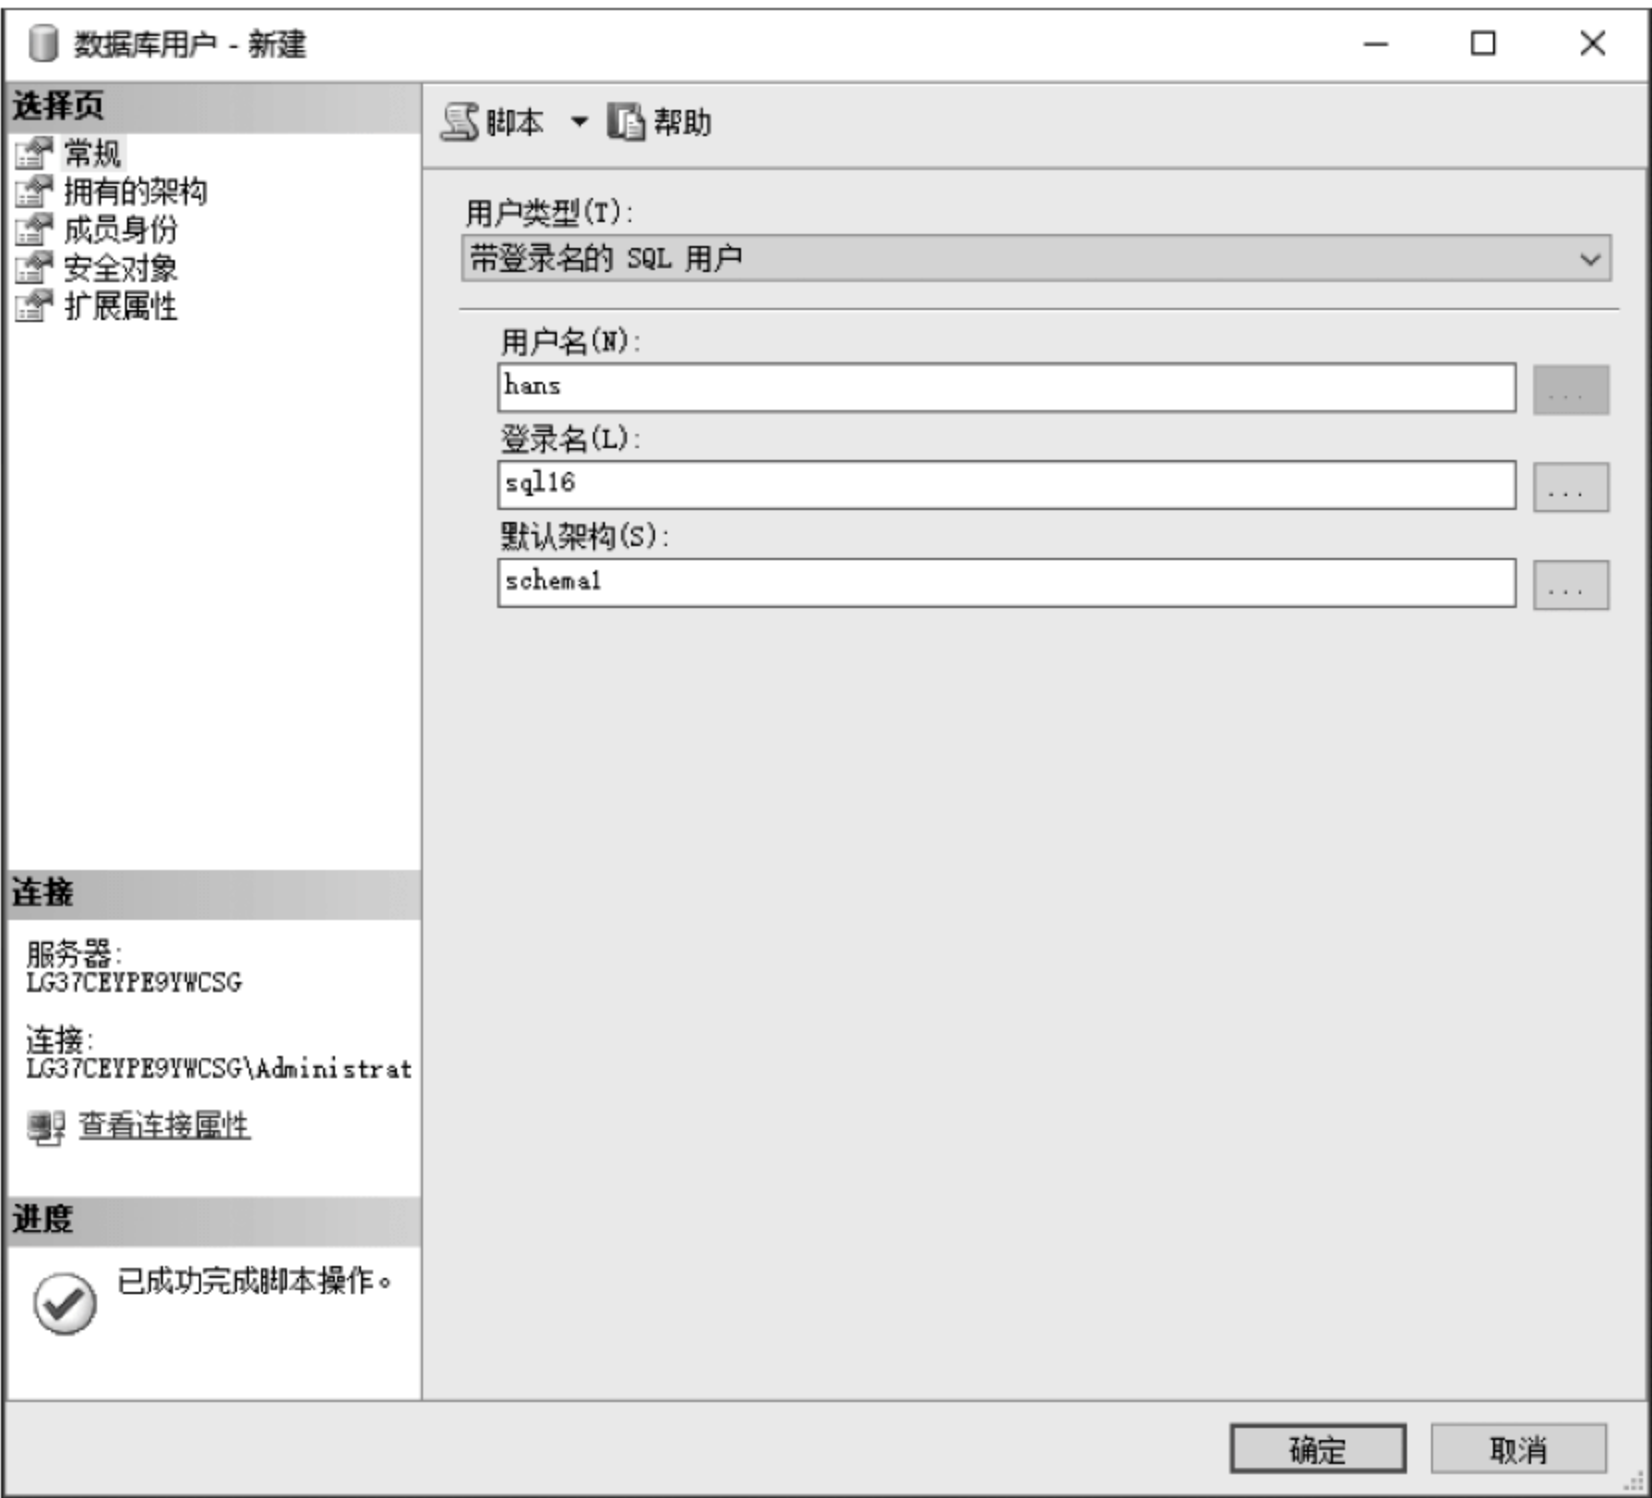 数据库用户 - 新建
选择页
常规
拥有的架构
成员身份
安全对象
扩展属性
脚本 帮助
用户类型(T):
带登录名的 SQL 用户
用户名(N):
hans
...
登录名(L):
sql16
...
默认架构(S):
schema1
...
连接
服务器:
LG37CEYPE9YWCSG
连接:
LG37CEYPE9YWCSG\Administrat
查看连接属性
进度
已成功完成脚本操作。
确定 取消